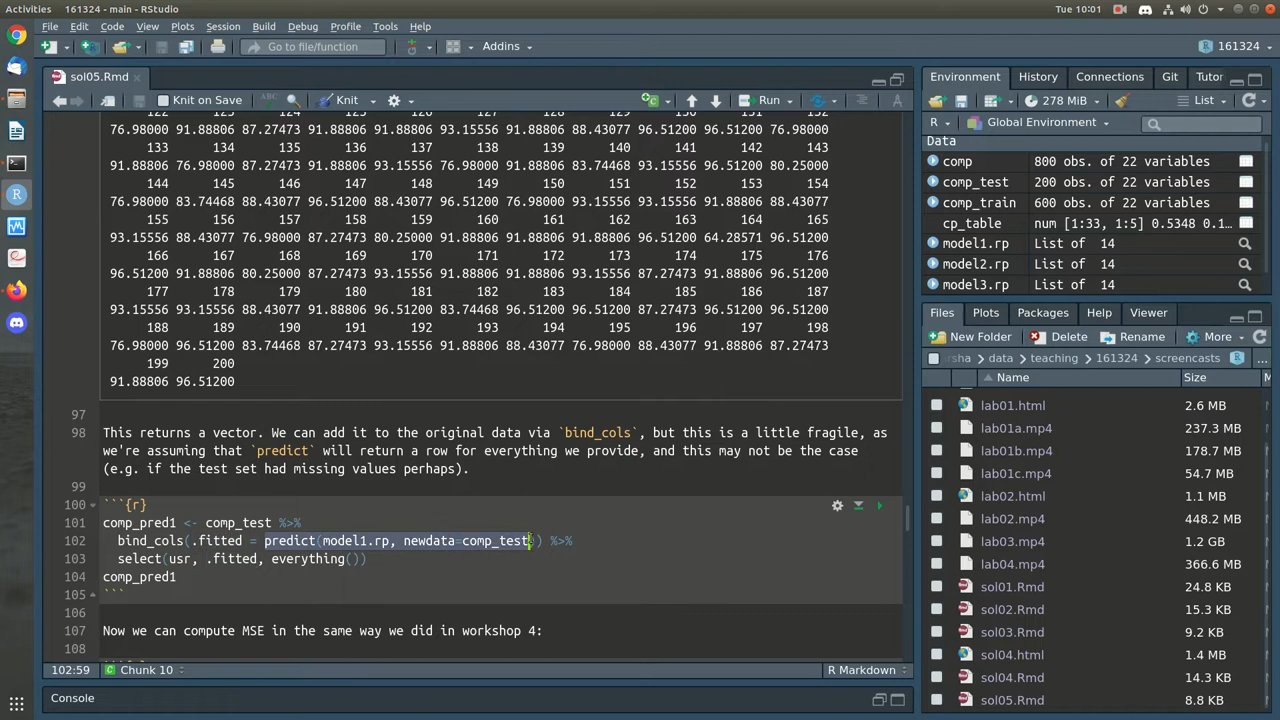 Activities
161324 - main - RStudio
Tue 10:01
File Edit Code View Plots Session Build Debug Profile Tools Help
Go to file/function
Addins
161324
sol05.Rmd
Knit on Save
ABC
Knit
Run
76.98000 91.88806 87.27473 91.88806 91.88806 93.15556 91.88806 88.43077 96.51200 96.51200 76.98000
133 134 135 136 137 138 139 140 141 142 143
91.88806 76.98000 87.27473 93.15556 76.98000 91.88806 83.74468 93.15556 96.51200 96.51200 80.25000
144 145 146 147 148 149 150 151 152 153 154
76.98000 83.74468 88.43077 96.51200 96.51200 76.98000 93.15556 87.27473 93.15556 91.88806 88.43077
155 156 157 158 159 160 161 162 163 164 165
93.15556 88.43077 76.98000 87.27473 80.25000 91.88806 91.88806 91.88806 96.51200 64.28571 96.51200
166 167 168 169 170 171 172 173 174 175 176
96.51200 91.88806 80.25000 87.27473 93.15556 91.88806 91.88806 93.15556 87.27473 91.88806 96.51200
177 178 179 180 181 182 183 184 185 186 187
93.15556 93.15556 91.88806 91.88806 96.51200 83.74468 96.51200 87.27473 93.15556 91.88806 93.15556
188 189 190 191 192 193 194 195 196 197 198
76.98000 96.51200 83.74468 87.27473 93.15556 91.88806 88.43077 76.98000 88.43077 91.88806 87.27473
199 200
91.88806 96.51200
97
98 This returns a vector. We can add it to the original data via `bind_cols`, but this is a little fragile, as
we're assuming that `predict` will return a row for everything we provide, and this may not be the case
(e.g. if the test set had missing values perhaps).
99
100 ```{r}
101 comp_pred1 <- comp_test %>%
102 bind_cols(.fitted = predict(model1.rp, newdata=comp_test)) %>%
103 select(usr, .fitted, everything())
104 comp_pred1
105 ```
106
107 Now we can compute MSE in the same way we did in workshop 4:
108
102:59 Chunk 10 R Markdown
Console
Environment History Connections Git Tutor
278 MiB List
R Global Environment
Data
comp 800 obs. of 22 variables
comp_test 200 obs. of 22 variables
comp_train 600 obs. of 22 variables
cp_table num [1:33, 1:5] 0.5348 0.1...
model1.rp List of 14
model2.rp List of 14
model3.rp List of 14
Files Plots Packages Help Viewer
New Folder Delete Rename More
arsha data teaching 161324 screencasts ...
Name Size M
lab01.html 2.6 MB
lab01a.mp4 237.3 MB
lab01b.mp4 178.7 MB
lab01c.mp4 54.7 MB
lab02.html 1.1 MB
lab02.mp4 448.2 MB
lab03.mp4 1.2 GB
lab04.mp4 366.6 MB
sol01.Rmd 24.8 KB
sol02.Rmd 15.3 KB
sol03.Rmd 9.2 KB
sol04.html 1.4 MB
sol04.Rmd 14.3 KB
sol05.Rmd 8.8 KB